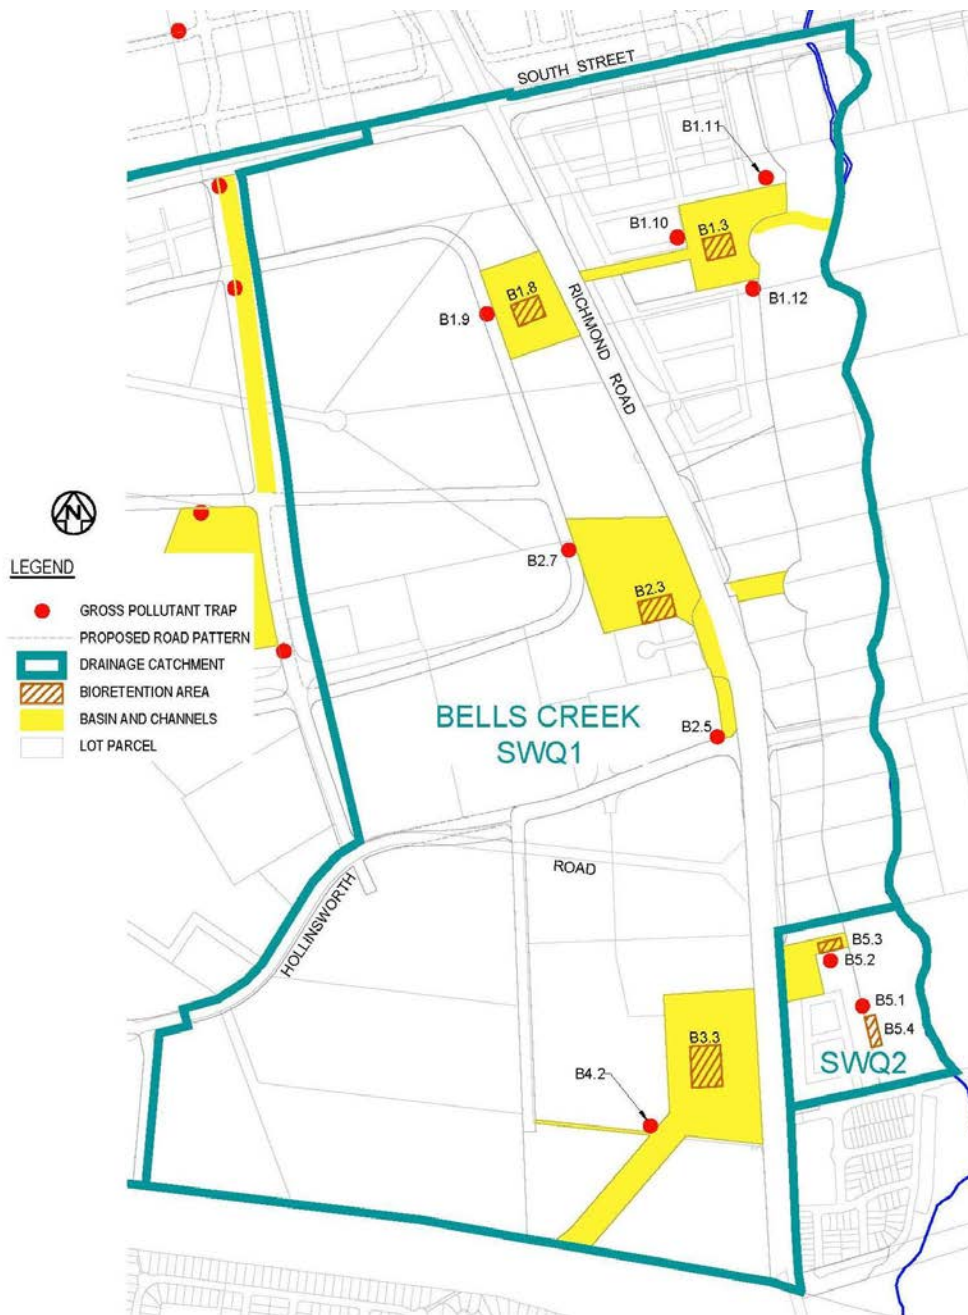 SOUTH STREET
B1.11
B1.10
B1.3
B1.12
B1.8
B1.9
RICHMOND ROAD
N
LEGEND
GROSS POLLUTANT TRAP
PROPOSED ROAD PATTERN
DRAINAGE CATCHMENT
BIORETENTION AREA
BASIN AND CHANNELS
LOT PARCEL
B2.7
B2.3
BELLS CREEK
SWQ1
B2.5
HOLLINSWORTH
ROAD
B5.3
B5.2
B5.1
B5.4
SWQ2
B3.3
B4.2